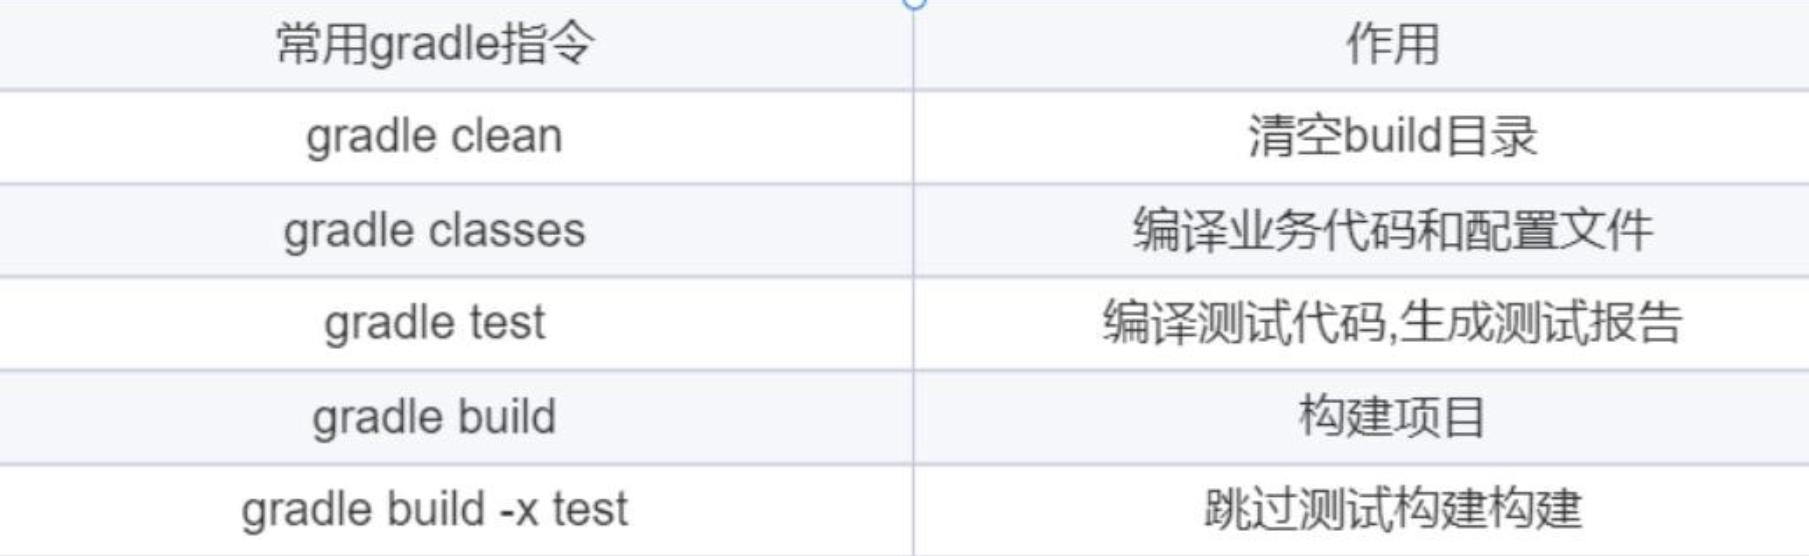 常用gradle指令 作用
gradle clean 清空build目录
gradle classes 编译业务代码和配置文件
gradle test 编译测试代码,生成测试报告
gradle build 构建项目
gradle build -x test 跳过测试构建构建